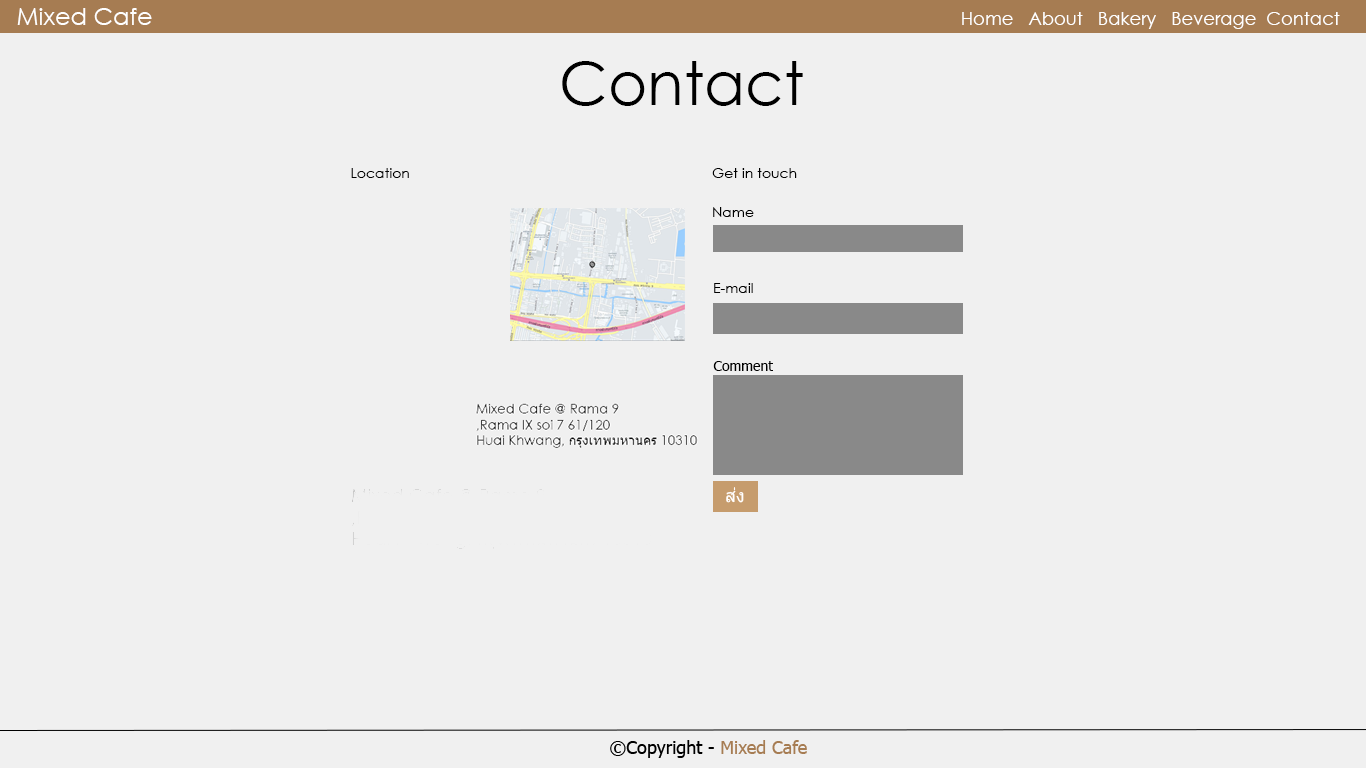 Mixed Cafe
Home About Bakery Beverage Contact
Contact
Location
Mixed Cafe @ Rama 9
,Rama IX soi 7 61/120
Huai Khwang, กรุงเทพมหานคร 10310
Get in touch
Name
E-mail
Comment
ส่ง
©Copyright - Mixed Cafe